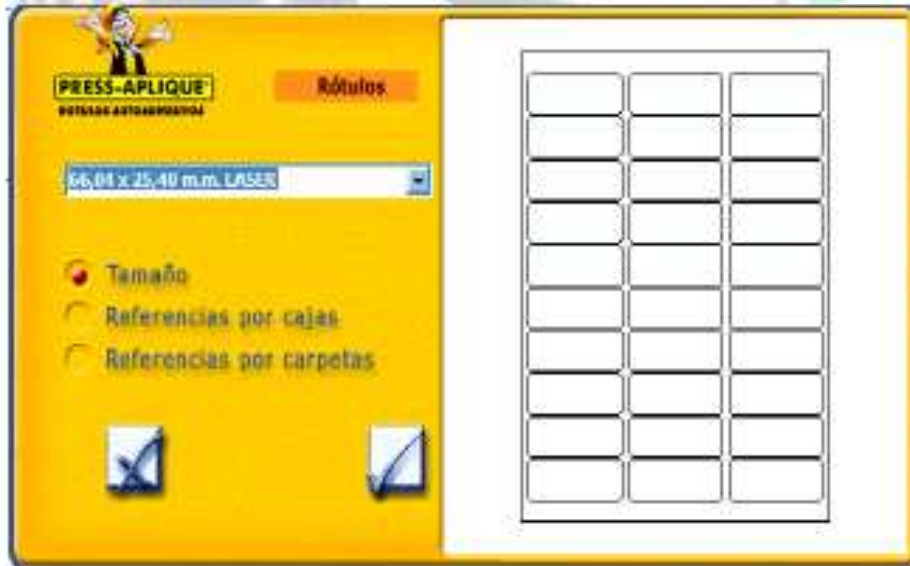 PRESS-APLIQUE
Rótulos
66,04 x 25,40 m.m. LASER
Tamaño
Referencias por cajas
Referencias por carpetas